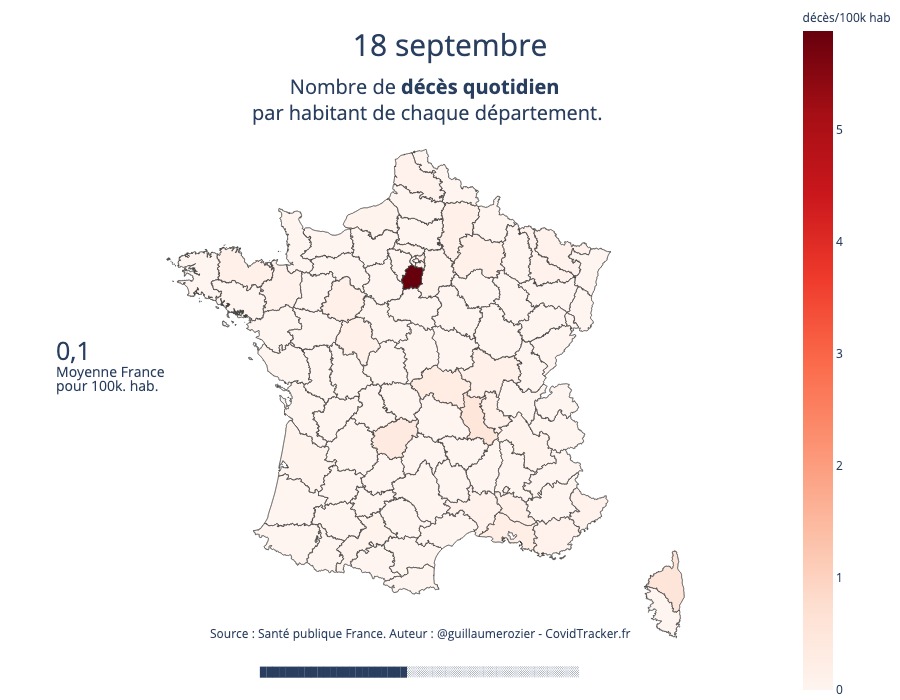 décès/100k hab
18 septembre
Nombre de décès quotidien
par habitant de chaque département.
5
4
3
2
1
0
0,1
Moyenne France
pour 100k. hab.
Source : Santé publique France. Auteur : @guillaumerozier - CovidTracker.fr